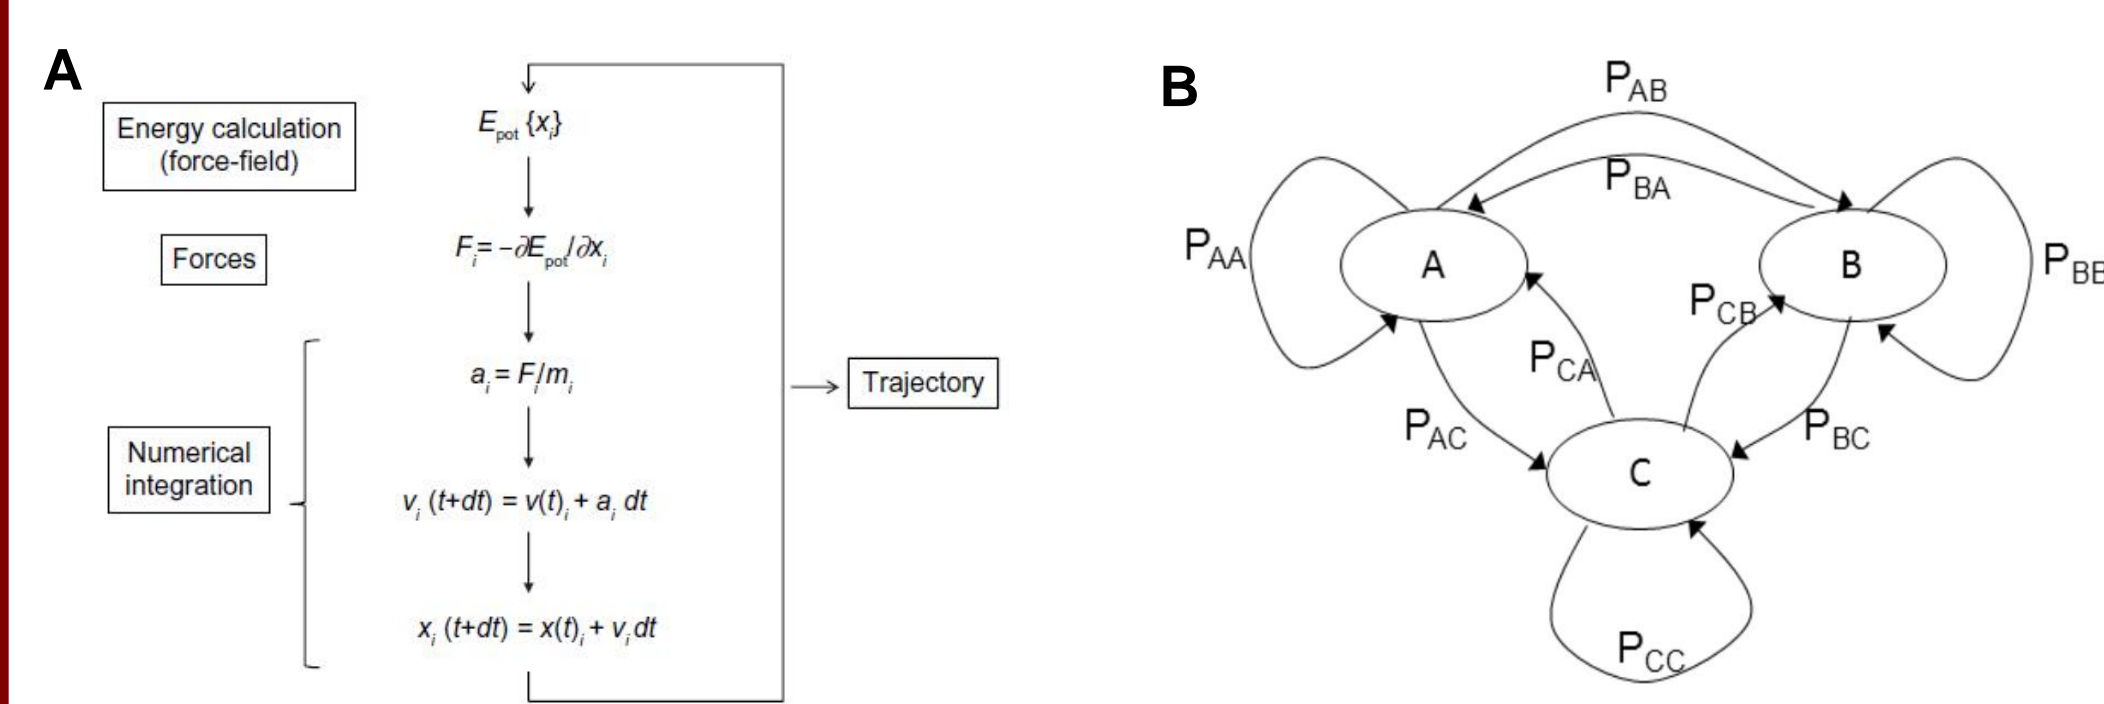 A
Energy calculation
(force-field)
E_pot {x_i}
Forces
F_i = −∂E_pot/∂x_i
a_i = F_i/m_i
Numerical
integration
v_i (t+dt) = v(t)_i + a_i dt
x_i (t+dt) = x(t)_i + v_i dt
Trajectory
B
P_AB
P_BA
P_AA
A
B
P_BB
P_CB
P_CA
P_AC
P_BC
C
P_CC